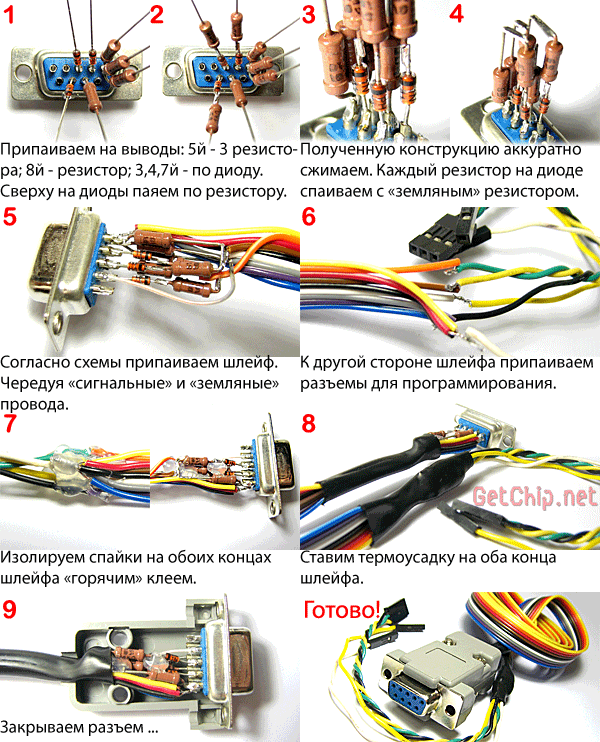 1
2
3
4
Припаиваем на выводы: 5й - 3 резисто-
ра; 8й - резистор; 3,4,7й - по диоду.
Сверху на диоды паяем по резистору.
Полученную конструкцию аккуратно
сжимаем. Каждый резистор на диоде
спаиваем с «земляным» резистором.
5
6
Согласно схемы припаиваем шлейф.
Чередуя «сигнальные» и «земляные»
провода.
К другой стороне шлейфа припаиваем
разъемы для программирования.
7
8
GetChip.net
Изолируем спайки на обоих концах
шлейфа «горячим» клеем.
Ставим термоусадку на оба конца
шлейфа.
9
Готово!
Закрываем разъем ...